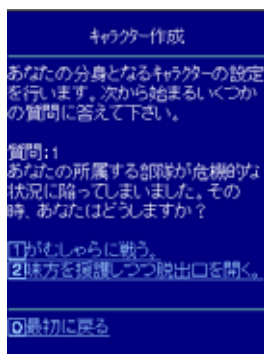 ｷｬﾗｸﾀｰ作成
あなたの分身となるｷｬﾗｸﾀｰの設定
を行います。次から始まるいくつか
の質問に答えて下さい。
質問:1
あなたの所属する部隊が危機的な
状況に陥ってしまいました。その
時、あなたはどうしますか？
1がむしゃらに戦う。
2味方を援護しつつ脱出口を開く。
0最初に戻る